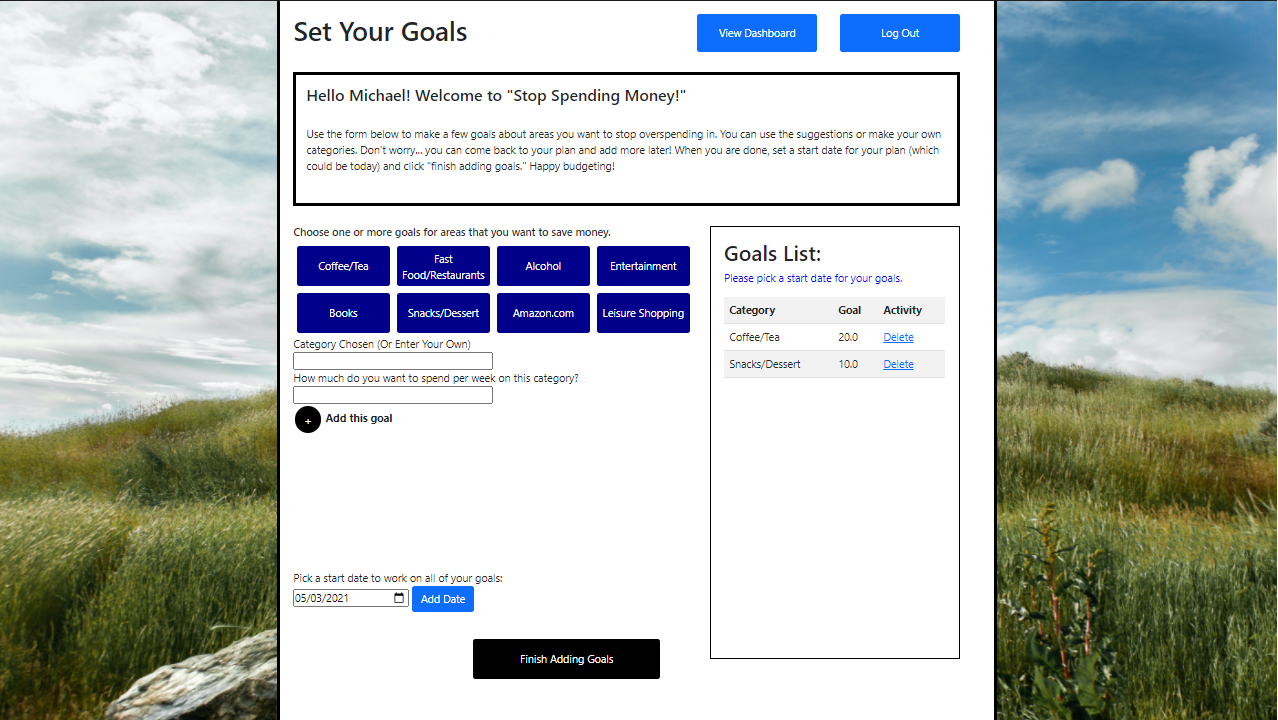 Set Your Goals
View Dashboard
Log Out
Hello Michael! Welcome to "Stop Spending Money!"
Use the form below to make a few goals about areas you want to stop overspending in. You can use the suggestions or make your own
categories. Don't worry... you can come back to your plan and add more later! When you are done, set a start date for your plan (which
could be today) and click "finish adding goals." Happy budgeting!
Choose one or more goals for areas that you want to save money.
Coffee/Tea
Fast
Food/Restaurants
Alcohol
Entertainment
Books
Snacks/Dessert
Amazon.com
Leisure Shopping
Category Chosen (Or Enter Your Own)
How much do you want to spend per week on this category?
+ Add this goal
Pick a start date to work on all of your goals:
05/03/2021
Add Date
Finish Adding Goals
Goals List:
Please pick a start date for your goals.
Category Goal Activity
Coffee/Tea 20.0 Delete
Snacks/Dessert 10.0 Delete